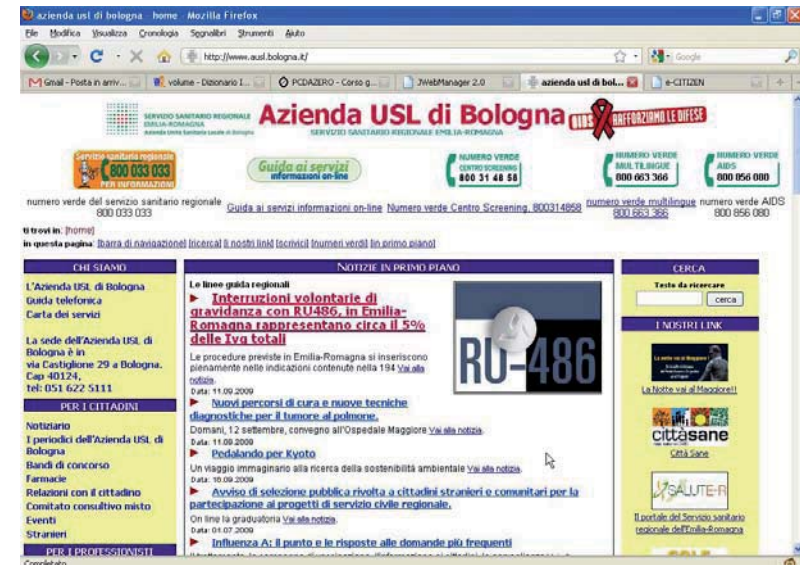 azienda usl di bologna - home - Mozilla Firefox
File Modifica Visualizza Cronologia Segnalibri Strumenti Aiuto
http://www.ausl.bologna.it/
Google
Gmail - Posta in arriv...
volume - Dizionario I...
PCDAZERO - Corso g...
JWebManager 2.0
azienda usl di bol...
e-CITIZEN
SERVIZIO SANITARIO REGIONALE
EMILIA-ROMAGNA
Azienda Unità Sanitaria Locale di Bologna
Azienda USL di Bologna
SERVIZIO SANITARIO REGIONALE EMILIA-ROMAGNA
AIDS RAFFORZIAMO LE DIFESE
Servizio sanitario regionale
800 033 033
PER INFORMAZIONI
Guida ai servizi
informazioni on-line
NUMERO VERDE
CENTRO SCREENING
800 31 48 58
NUMERO VERDE
MULTILINGUE
800 663 366
NUMERO VERDE
AIDS
800 856 080
numero verde del servizio sanitario regionale
800 033 033
Guida ai servizi informazioni on-line
Numero verde Centro Screening, 800314858
numero verde multilingue
800 663 366
numero verde AIDS
800 856 080
ti trovi in: [home]
in questa pagina: [barra di navigazione] [ricerca] [i nostri link] [scrivici] [numeri verdi] [in primo piano]
CHI SIAMO
L'Azienda USL di Bologna
Guida telefonica
Carta dei servizi
La sede dell'Azienda USL di
Bologna è in
via Castiglione 29 a Bologna.
Cap 40124,
tel: 051 622 5111
PER I CITTADINI
Notiziario
I periodici dell'Azienda USL di
Bologna
Bandi di concorso
Farmacie
Relazioni con il cittadino
Comitato consultivo misto
Eventi
Stranieri
PER I PROFESSIONISTI
NOTIZIE IN PRIMO PIANO
Le linee guida regionali
Interruzioni volontarie di
gravidanza con RU486, in Emilia-
Romagna rappresentano circa il 5%
delle Ivg totali
Le procedure previste in Emilia-Romagna si inseriscono
pienamente nelle indicazioni contenute nella 194 Vai alla
notizia.
Data: 11.09.2009
Nuovi percorsi di cura e nuove tecniche
diagnostiche per il tumore al polmone.
Domani, 12 settembre, convegno all'Ospedale Maggiore Vai alla notizia.
Data: 11.09.2009
Pedalando per Kyoto
Un viaggio immaginario alla ricerca della sostenibilità ambientale Vai alla notizia.
Data: 10.09.2009
Avviso di selezione pubblica rivolta a cittadini stranieri e comunitari per la
partecipazione ai progetti di servizio civile regionale.
On line la graduatoria Vai alla notizia.
Data: 01.07.2009
Influenza A: il punto e le risposte alle domande più frequenti
RU-486
CERCA
Testo da ricercare
cerca
I NOSTRI LINK
La Notte vai al Maggiore!!
cittàsane
Città Sane
SALUTE-R
Il portale del Servizio sanitario
regionale dell'Emilia-Romagna
Completato